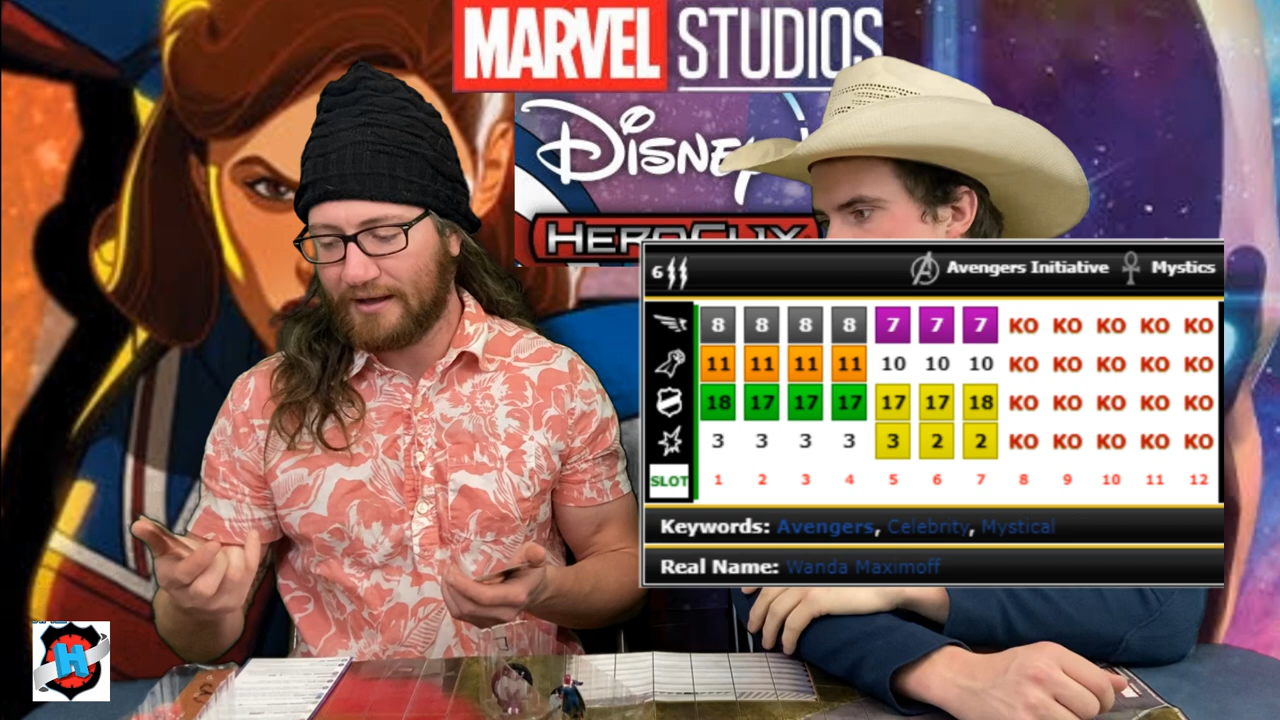 MARVEL STUDIOS
DISNEY
HEROCLIX
6
Avengers Initiative
Mystics
8 8 8 8 7 7 7 KO KO KO KO KO
11 11 11 11 10 10 10 KO KO KO KO KO
18 17 17 17 17 17 18 KO KO KO KO KO
3 3 3 3 3 2 2 KO KO KO KO KO
SLOT 1 2 3 4 5 6 7 8 9 10 11 12
Keywords: Avengers, Celebrity, Mystical
Real Name: Wanda Maximoff
H